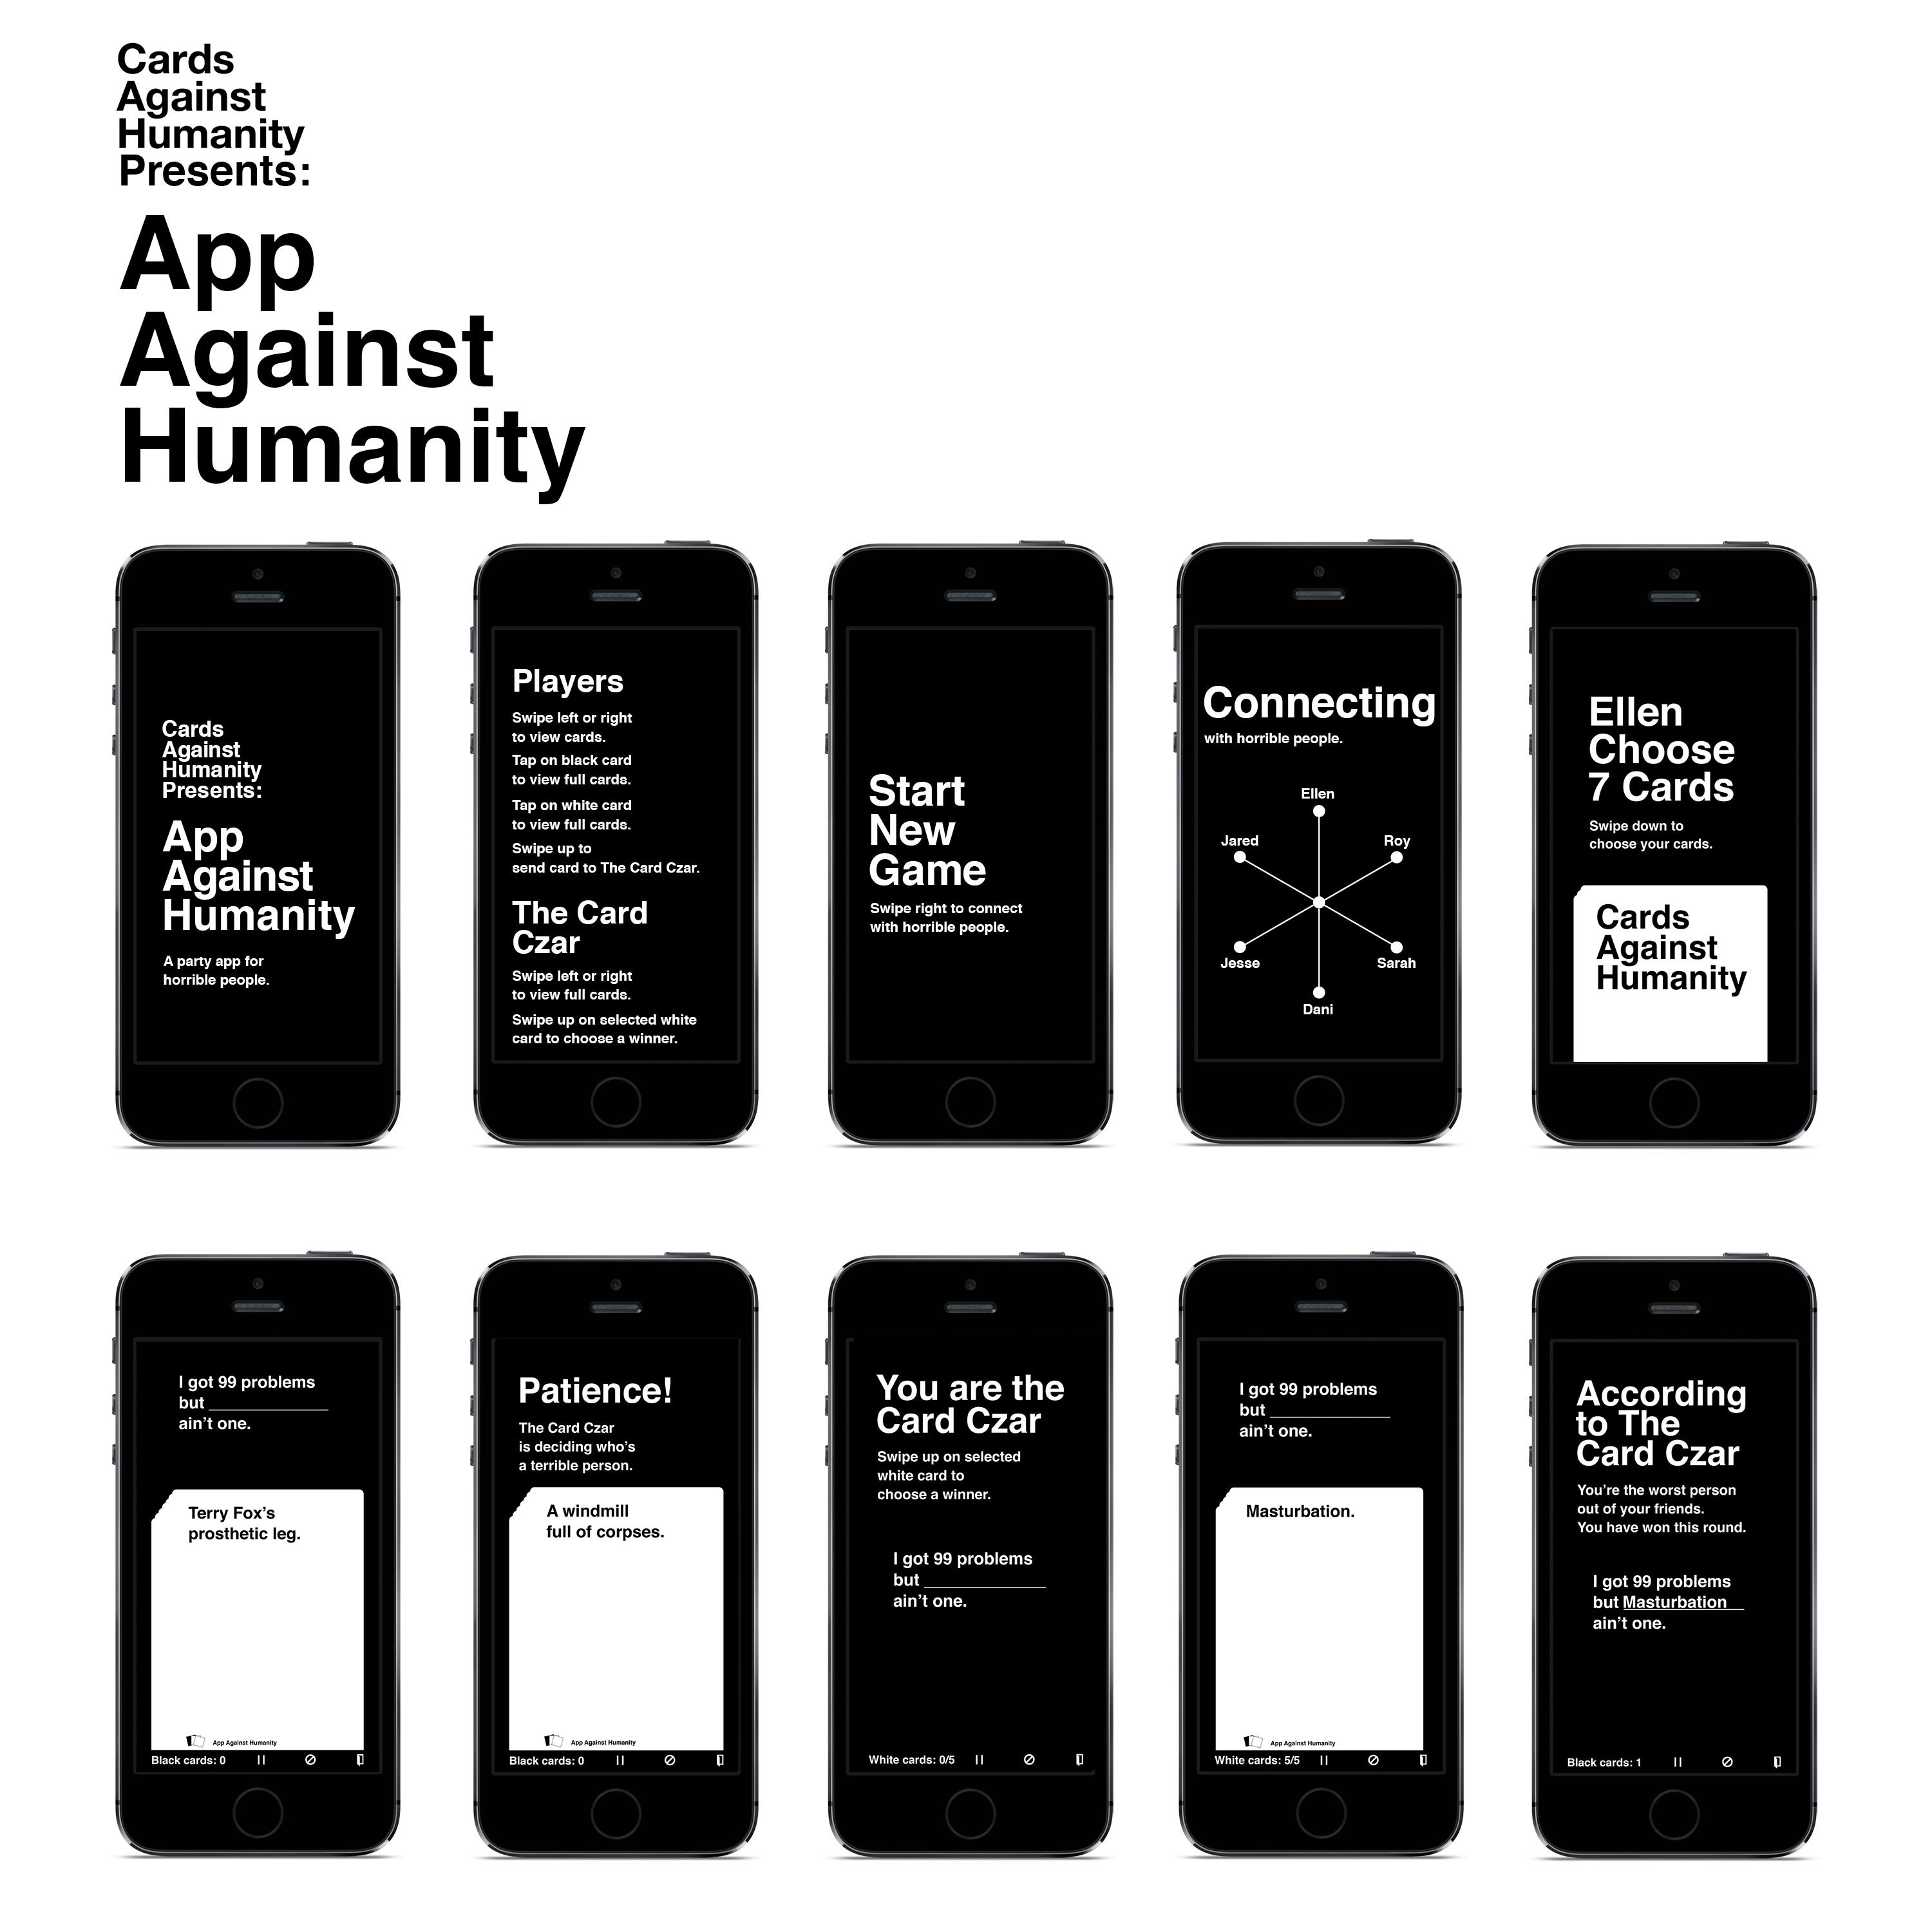 Cards
Against
Humanity
Presents:
App
Against
Humanity
Cards
Against
Humanity
Presents:
App
Against
Humanity
A party app for
horrible people.
Players
Swipe left or right
to view cards.
Tap on black card
to view full cards.
Tap on white card
to view full cards.
Swipe up to
send card to The Card Czar.
The Card
Czar
Swipe left or right
to view full cards.
Swipe up on selected white
card to choose a winner.
Start
New
Game
Swipe right to connect
with horrible people.
Connecting
with horrible people.
Ellen
Jared
Roy
Jesse
Sarah
Dani
Ellen
Choose
7 Cards
Swipe down to
choose your cards.
Cards
Against
Humanity
I got 99 problems
but ____________
ain't one.
Terry Fox's
prosthetic leg.
App Against Humanity
Black cards: 0
Patience!
The Card Czar
is deciding who's
a terrible person.
A windmill
full of corpses.
App Against Humanity
Black cards: 0
You are the
Card Czar
Swipe up on selected
white card to
choose a winner.
I got 99 problems
but ____________
ain't one.
White cards: 0/5
I got 99 problems
but ____________
ain't one.
Masturbation.
App Against Humanity
White cards: 5/5
According
to The
Card Czar
You're the worst person
out of your friends.
You have won this round.
I got 99 problems
but Masturbation
ain't one.
Black cards: 1